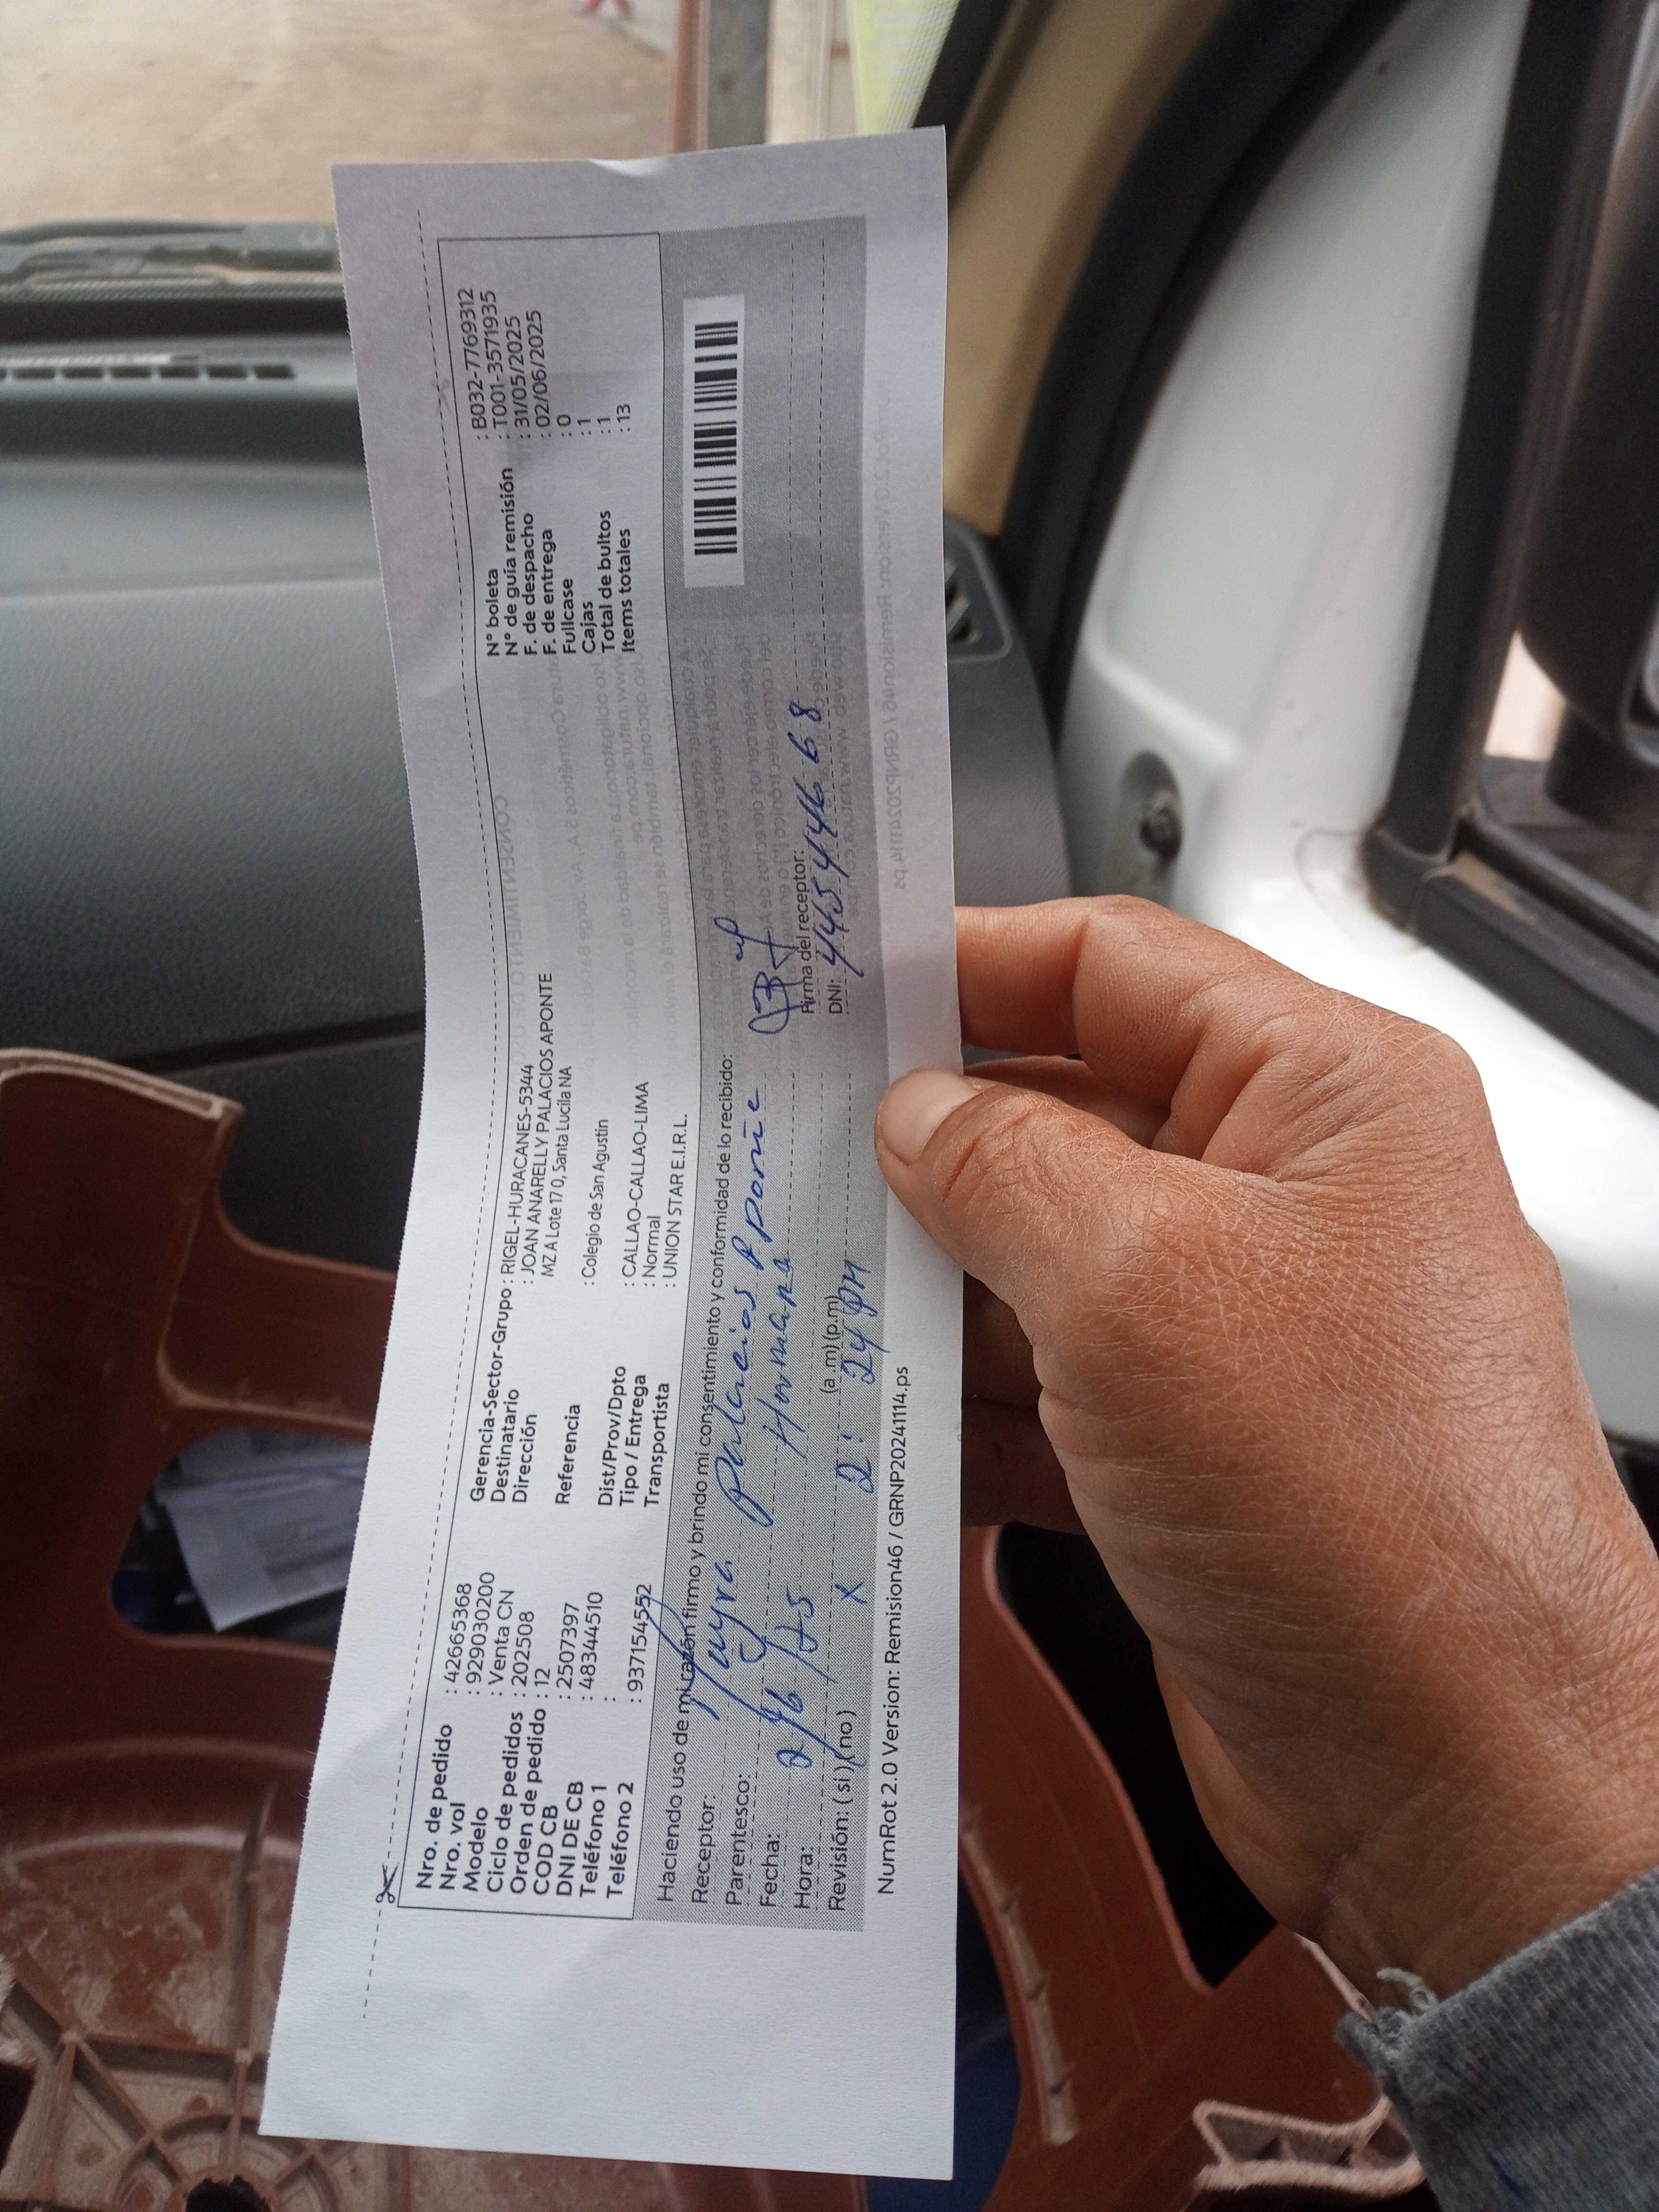 Nro. de pedido : 42665368
Nro. vol : 929030200
Modelo : Venta CN
Ciclo de pedidos : 202508
Orden de pedido : 12
COD CB : 2507397
DNI DE CB : 48344510
Teléfono 1 :
Teléfono 2 : 937154552
Gerencia-Sector-Grupo : RIGEL-HURACANES-5344
Destinatario : JOAN ANARELLY PALACIOS APONTE
Dirección MZ A Lote 17 0, Santa Lucila NA
Referencia : Colegio de San Agustin
Dist/Prov/Dpto : CALLAO-CALLAO-LIMA
Tipo / Entrega : Normal
Transportista : UNION STAR E.I.R.L.
N° boleta : B032-7769312
N° de guía remisión : T001-3571935
F. de despacho : 31/05/2025
F. de entrega : 02/06/2025
Fullcase : 0
Cajas : 1
Total de bultos : 1
Items totales : 13
Haciendo uso de mi razón firmo y brindo mi consentimiento y conformidad de lo recibido:
Receptor: Mayra Palacios Aponte
Parentesco: Hermana
Fecha: 2/6/25
Hora: 2:24 pm (a .m) (p.m)
Revisión: ( si ) ( no ) X
Firma del receptor:
DNI: 44544668
NumRot 2.0 Version: Remision46 / GRNP20241114.ps